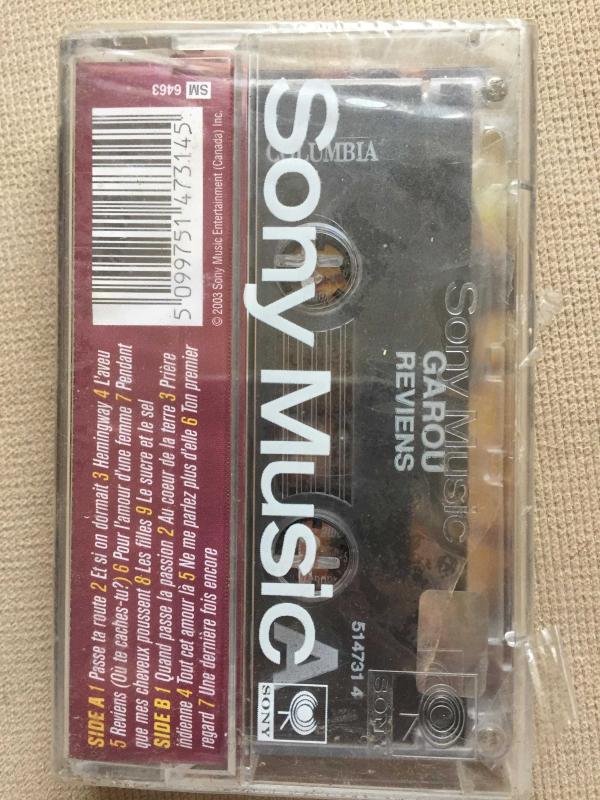 SIDE A 1 Passe ta route 2 Et si on dormait 3 Hemingway 4 L'aveu
5 Reviens (Où te caches-tu?) 6 Pour l'amour d'une femme 7 Pendant
que mes cheveux poussent 8 Les filles 9 Le sucre et le sel
SIDE B 1 Quand passe la passion 2 Au coeur de la terre 3 Prière
indienne 4 Tout cet amour là 5 Ne me parlez plus d'elle 6 Ton premier
regard 7 Une dernière fois encore
SM 6463
5 099751 473145
© 2003 Sony Music Entertainment (Canada) Inc.
Sony Music
SONY
COLUMBIA
A
514731 4
GAROU
REVIENS
Sony Music
SONY